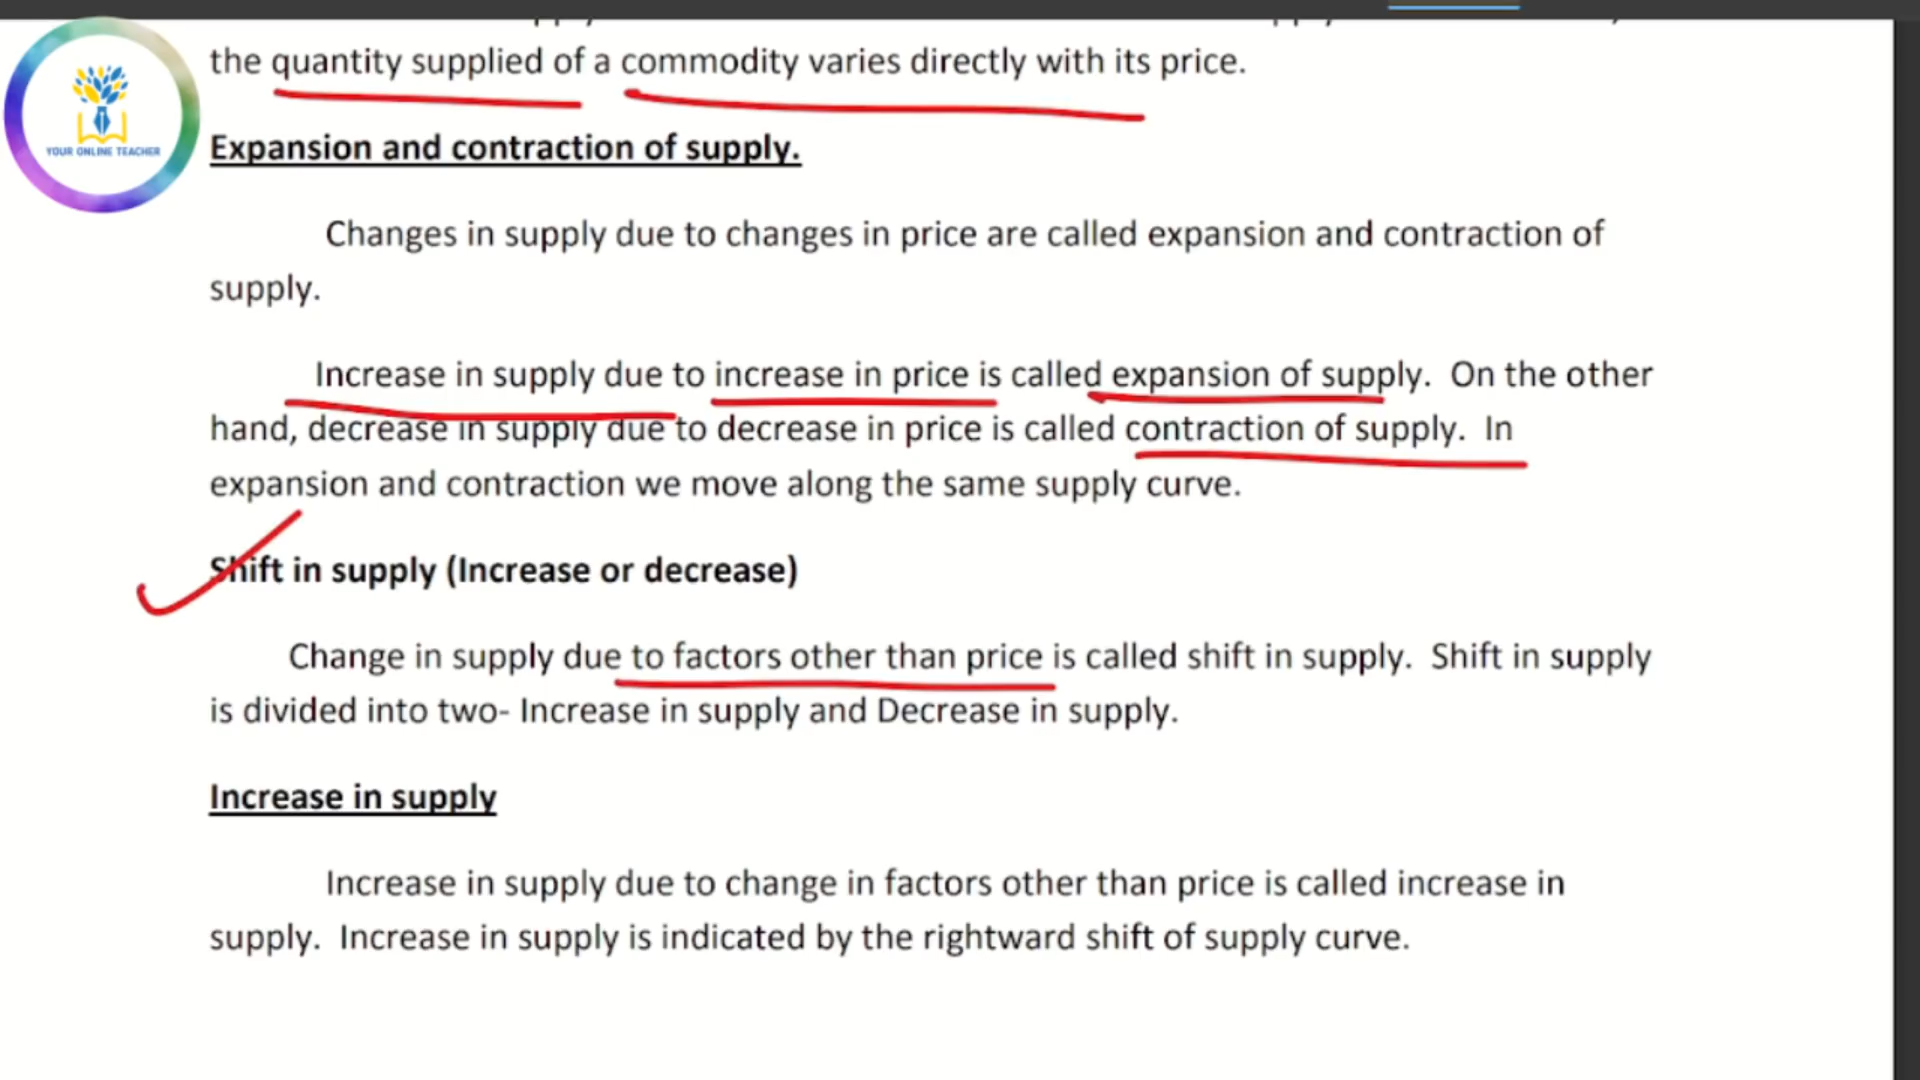 the quantity supplied of a commodity varies directly with its price.
YOUR ONLINE TEACHER
Expansion and contraction of supply.
Changes in supply due to changes in price are called expansion and contraction of
supply.
Increase in supply due to increase in price is called expansion of supply. On the other
hand, decrease in supply due to decrease in price is called contraction of supply. In
expansion and contraction we move along the same supply curve.
Shift in supply (Increase or decrease)
Change in supply due to factors other than price is called shift in supply. Shift in supply
is divided into two- Increase in supply and Decrease in supply.
Increase in supply
Increase in supply due to change in factors other than price is called increase in
supply. Increase in supply is indicated by the rightward shift of supply curve.